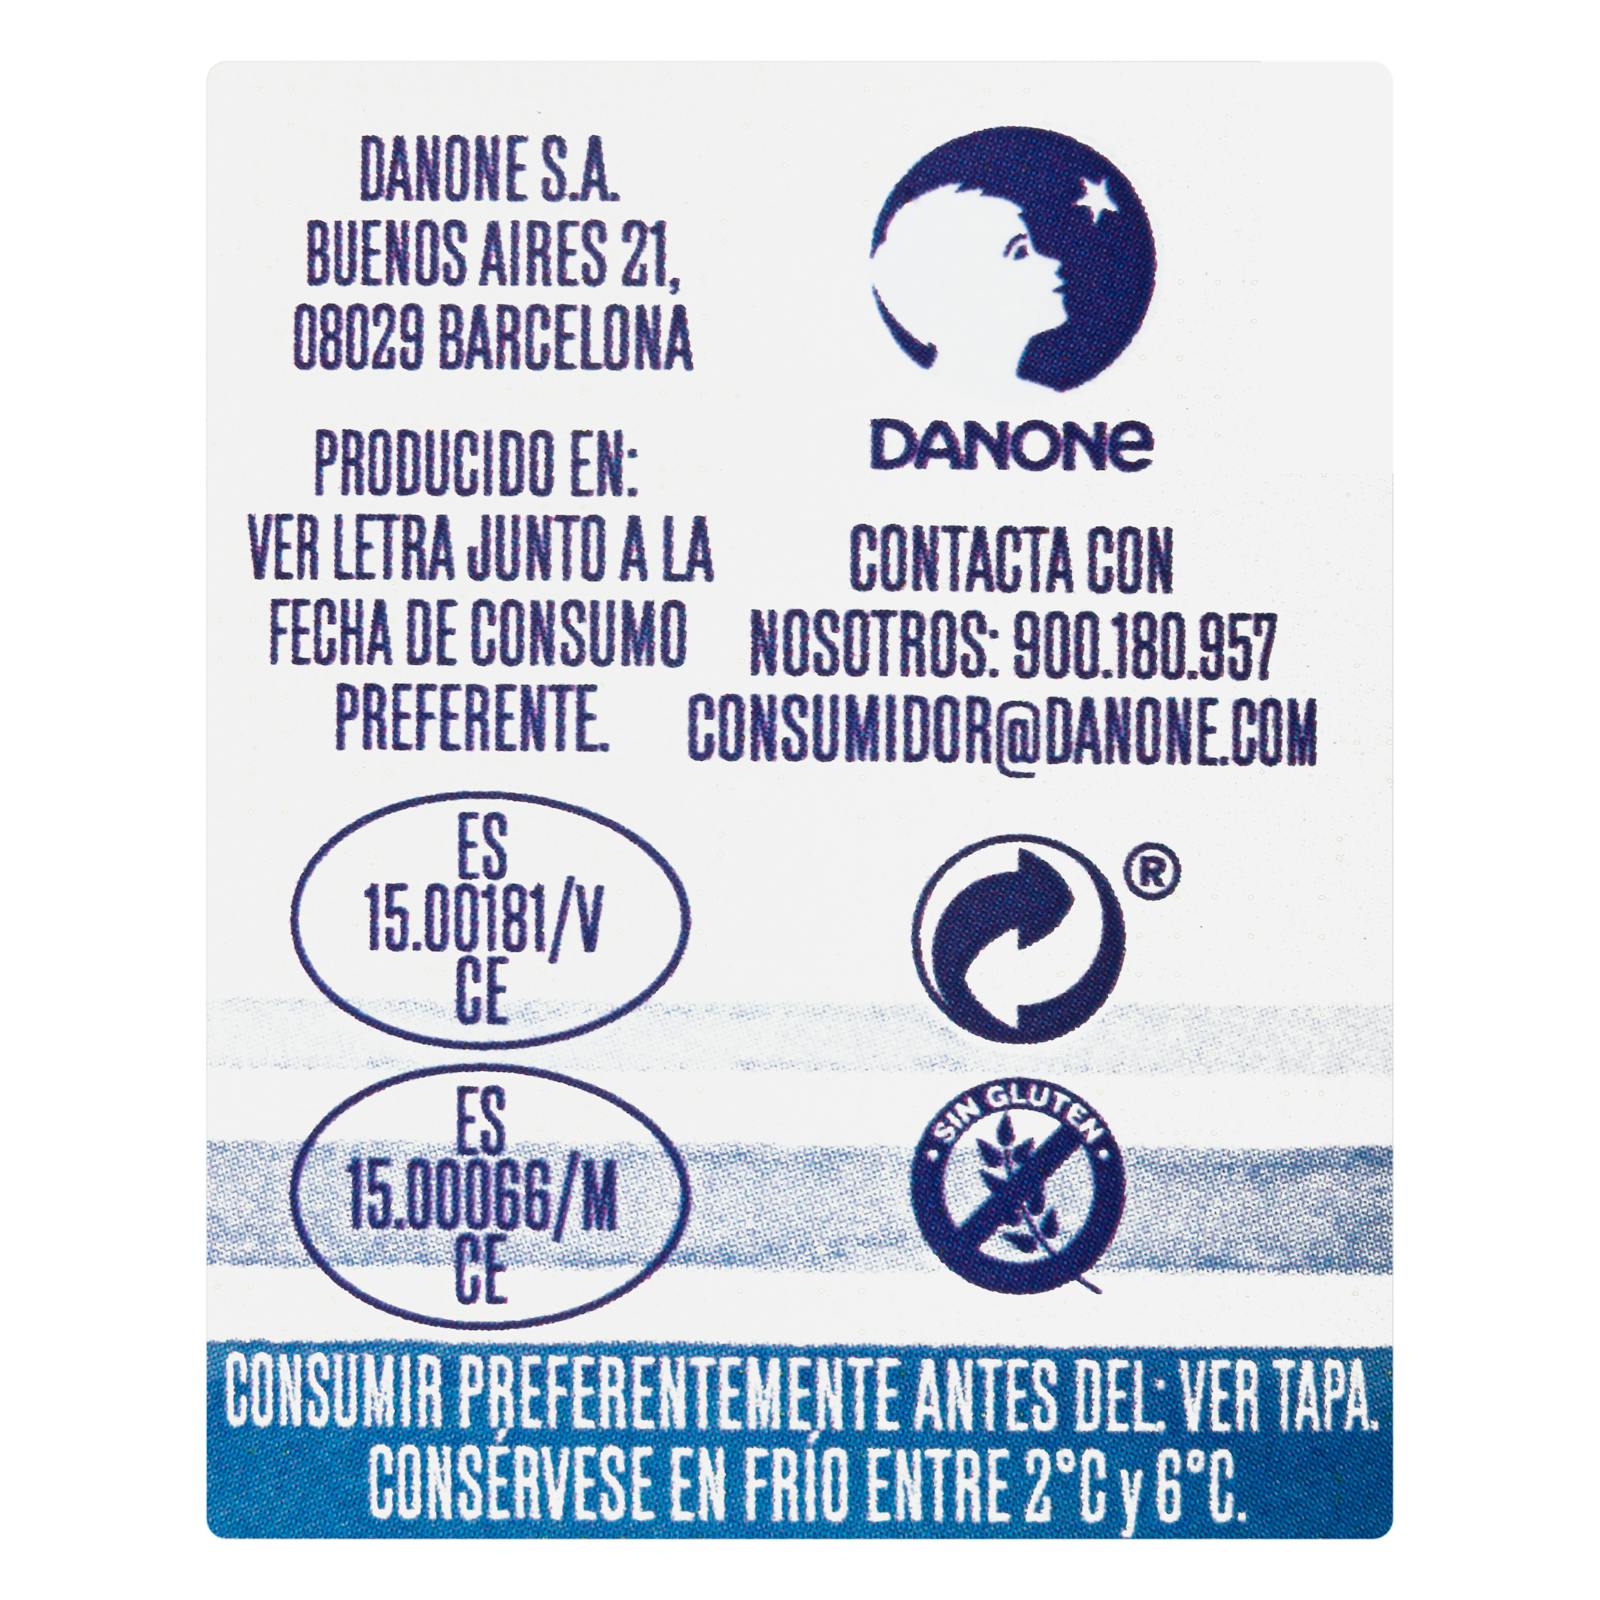 DANONE S.A.
BUENOS AIRES 21,
08029 BARCELONA
PRODUCIDO EN:
VER LETRA JUNTO A LA
FECHA DE CONSUMO
PREFERENTE.
DANONE
CONTACTA CON
NOSOTROS: 900.180.957
CONSUMIDOR@DANONE.COM
ES
15.00181/V
CE
®
ES
15.00066/M
CE
• SIN GLUTEN •
CONSUMIR PREFERENTEMENTE ANTES DEL: VER TAPA.
CONSÉRVESE EN FRÍO ENTRE 2°C y 6°C.